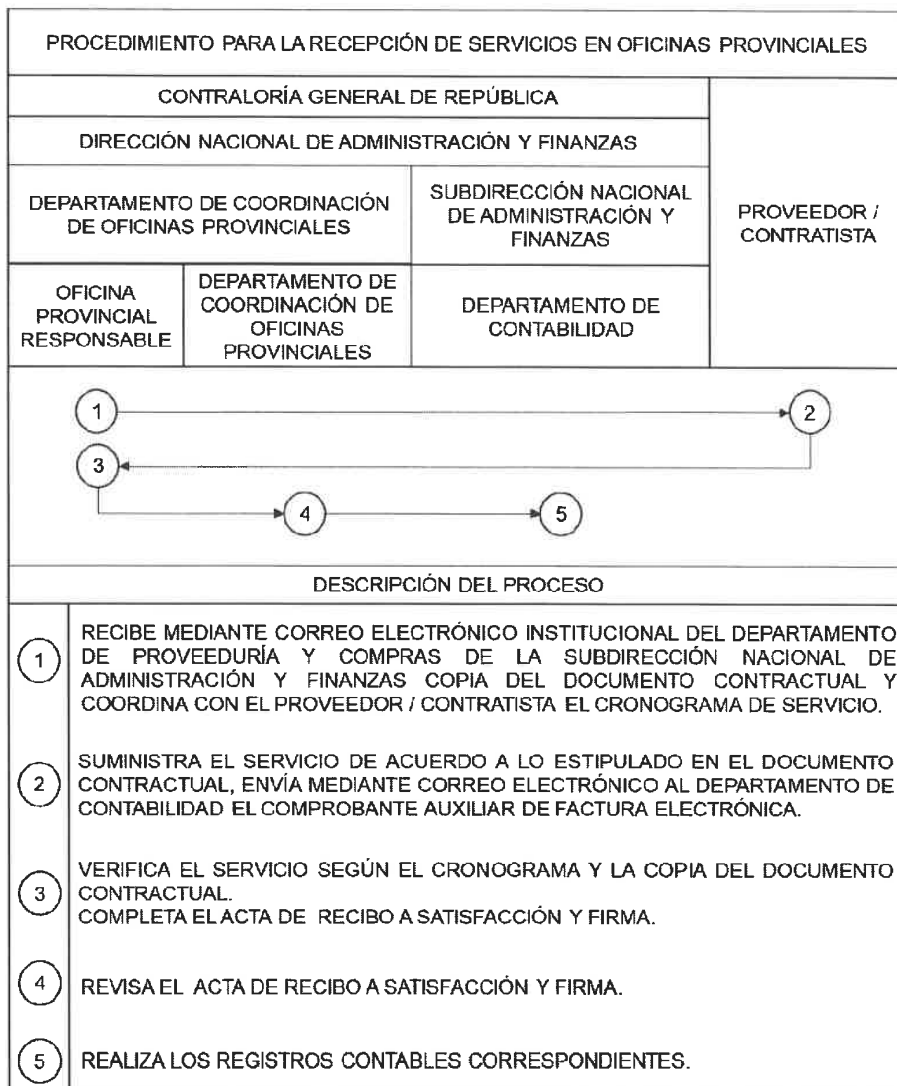 PROCEDIMIENTO PARA LA RECEPCIÓN DE SERVICIOS EN OFICINAS PROVINCIALES
CONTRALORÍA GENERAL DE REPÚBLICA
DIRECCIÓN NACIONAL DE ADMINISTRACIÓN Y FINANZAS
DEPARTAMENTO DE COORDINACIÓN
DE OFICINAS PROVINCIALES
SUBDIRECCIÓN NACIONAL
DE ADMINISTRACIÓN Y
FINANZAS
PROVEEDOR /
CONTRATISTA
OFICINA
PROVINCIAL
RESPONSABLE
DEPARTAMENTO DE
COORDINACIÓN DE
OFICINAS
PROVINCIALES
DEPARTAMENTO DE
CONTABILIDAD
1
2
3
4
5
DESCRIPCIÓN DEL PROCESO
1
RECIBE MEDIANTE CORREO ELECTRÓNICO INSTITUCIONAL DEL DEPARTAMENTO
DE PROVEEDURÍA Y COMPRAS DE LA SUBDIRECCIÓN NACIONAL DE
ADMINISTRACIÓN Y FINANZAS COPIA DEL DOCUMENTO CONTRACTUAL Y
COORDINA CON EL PROVEEDOR / CONTRATISTA EL CRONOGRAMA DE SERVICIO.
2
SUMINISTRA EL SERVICIO DE ACUERDO A LO ESTIPULADO EN EL DOCUMENTO
CONTRACTUAL, ENVÍA MEDIANTE CORREO ELECTRÓNICO AL DEPARTAMENTO DE
CONTABILIDAD EL COMPROBANTE AUXILIAR DE FACTURA ELECTRÓNICA.
3
VERIFICA EL SERVICIO SEGÚN EL CRONOGRAMA Y LA COPIA DEL DOCUMENTO
CONTRACTUAL.
COMPLETA EL ACTA DE RECIBO A SATISFACCIÓN Y FIRMA.
4
REVISA EL ACTA DE RECIBO A SATISFACCIÓN Y FIRMA.
5
REALIZA LOS REGISTROS CONTABLES CORRESPONDIENTES.